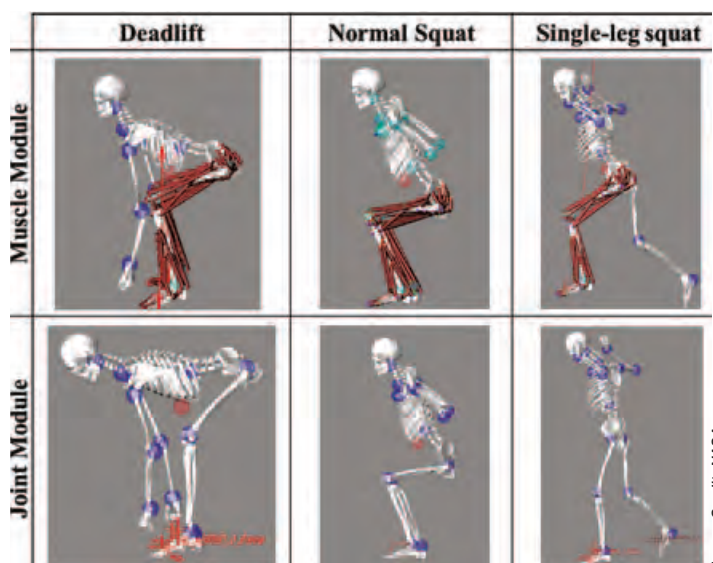 Deadlift
Normal Squat
Single-leg squat
Muscle Module
Joint Module